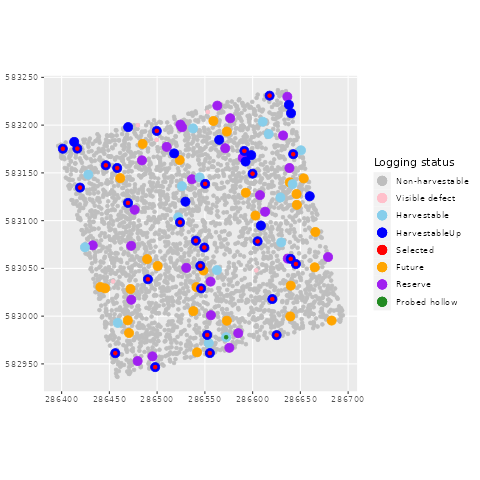 583250
583200
583150
583100
583050
583000
582950
286400 286450 286500 286550 286600 286650 286700
Logging status
Non-harvestable
Visible defect
Harvestable
HarvestableUp
Selected
Future
Reserve
Probed hollow